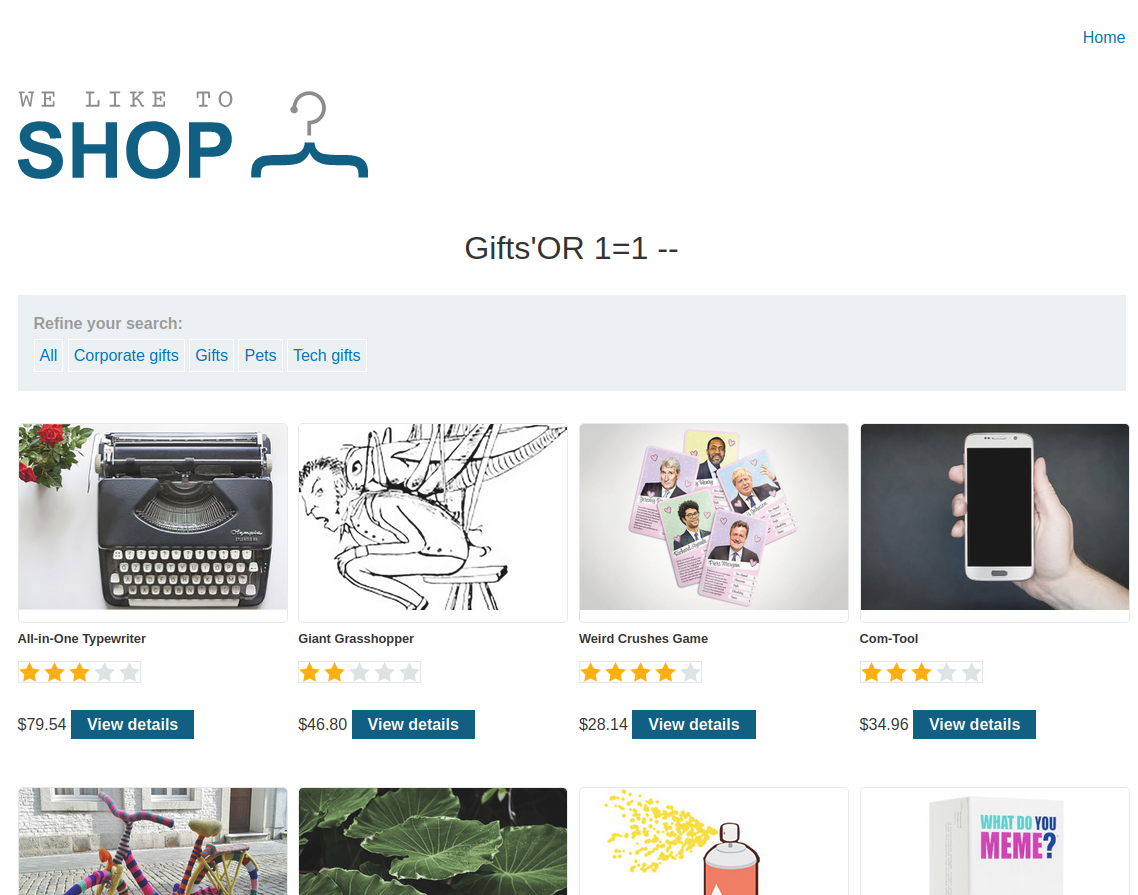 Home
WE LIKE TO
SHOP
Gifts'OR 1=1 --
Refine your search:
All Corporate gifts Gifts Pets Tech gifts
All-in-One Typewriter Giant Grasshopper Weird Crushes Game Com-Tool
$79.54 View details $46.80 View details $28.14 View details $34.96 View details
WHAT DO YOU
MEME?